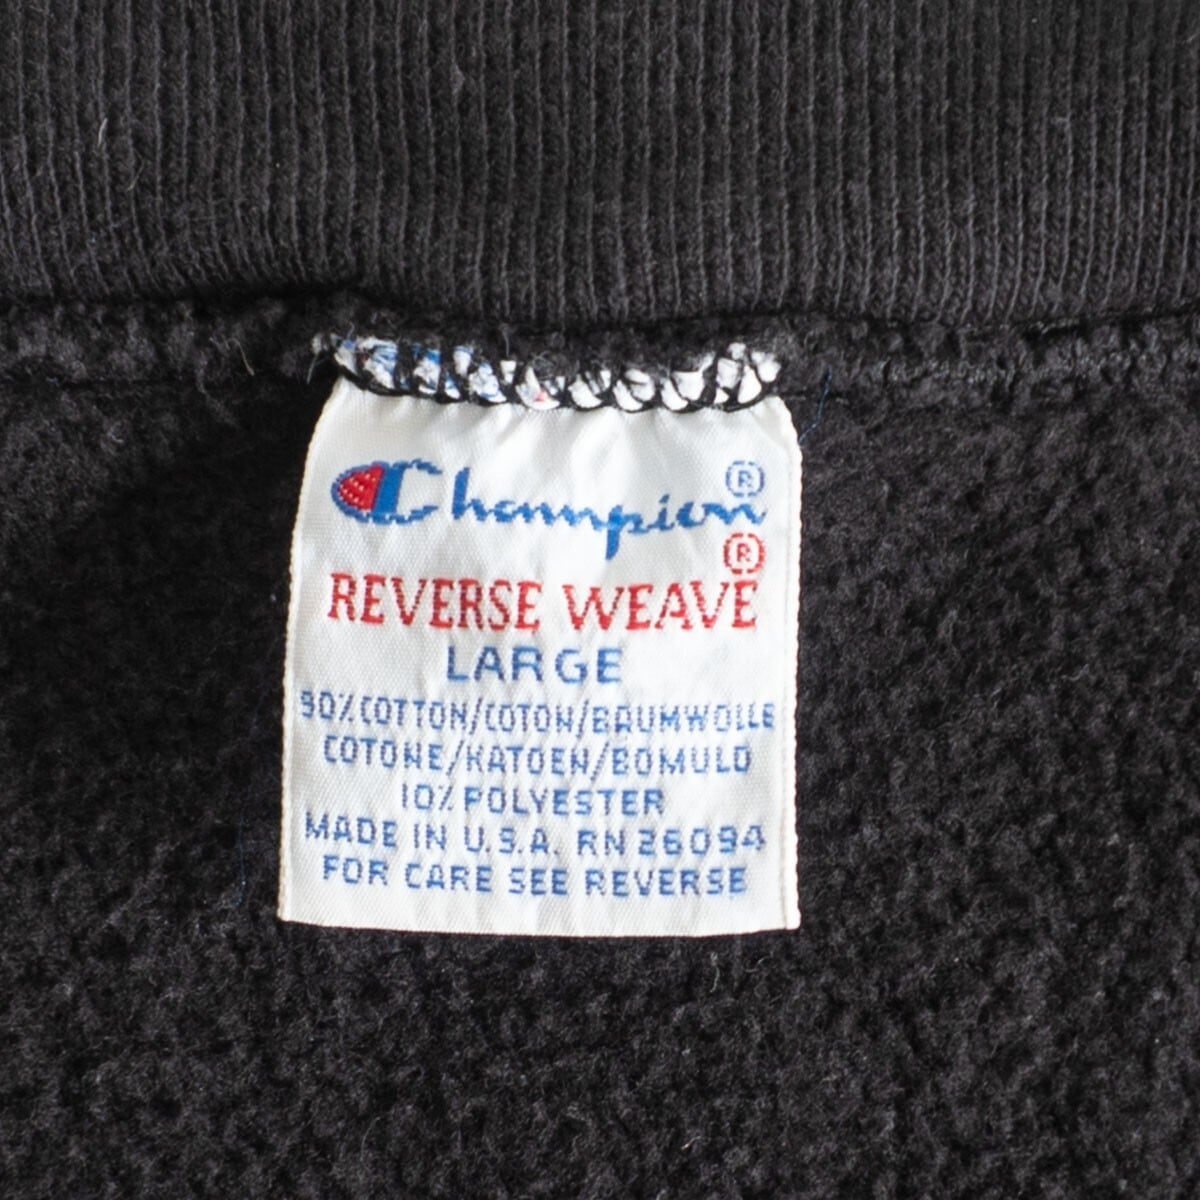 Champion®
REVERSE WEAVE®
LARGE
90% COTTON/COTON/BAUMWOLLE
COTONE/KATOEN/BOMULD
10% POLYESTER
MADE IN U.S.A. RN 26094
FOR CARE SEE REVERSE